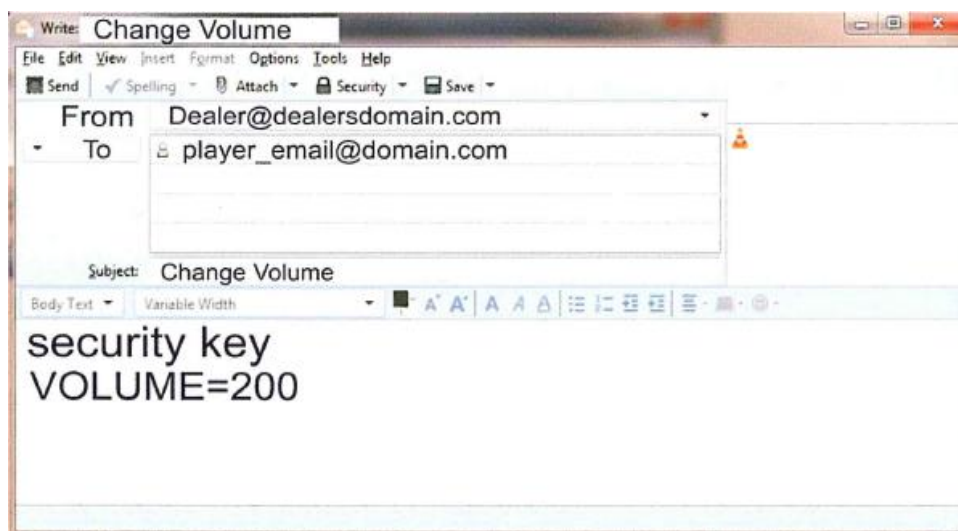 Write: Change Volume
File Edit View Insert Format Options Tools Help
Send Spelling Attach Security Save
From Dealer@dealersdomain.com
To player_email@domain.com
Subject: Change Volume
Body Text Variable Width
security key
VOLUME=200